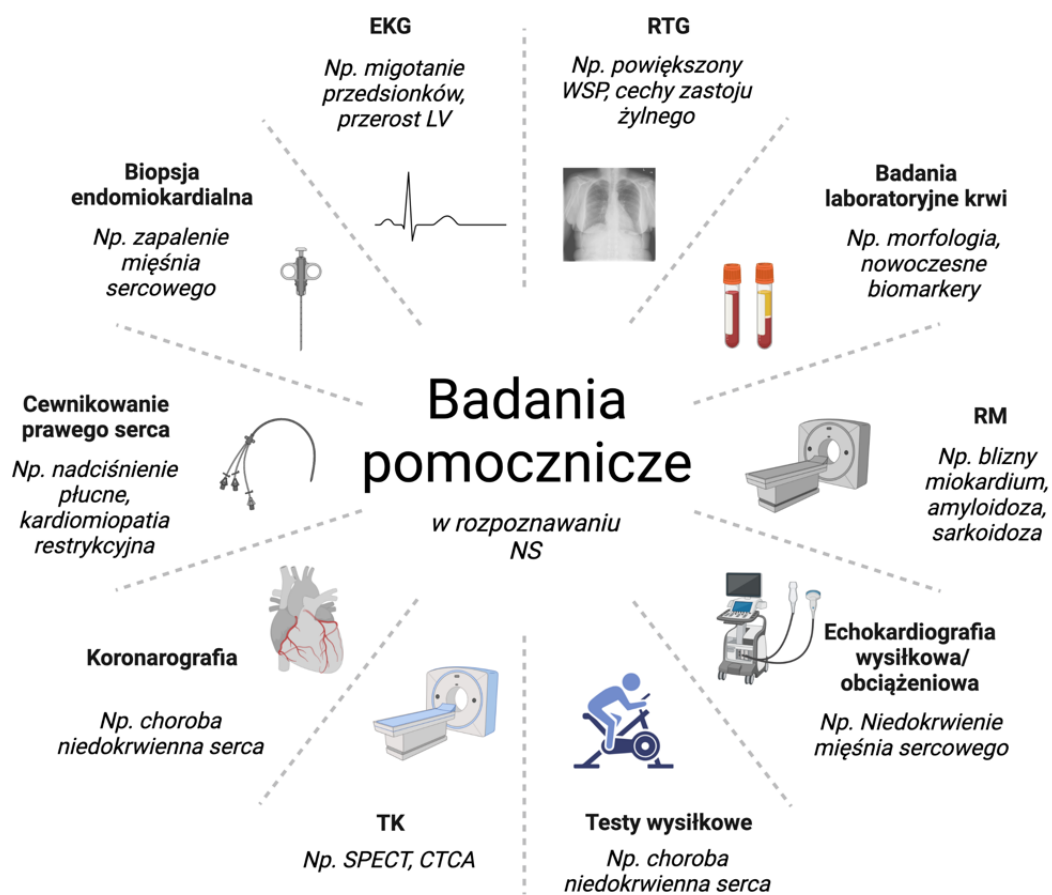 EKG
Np. migotanie
przedsionków,
przerost LV
RTG
Np. powiększony
WSP, cechy zastoju
żylnego
Badania
laboratoryjne krwi
Np. morfologia,
nowoczesne
biomarkery
RM
Np. blizny
miokardium,
amyloidoza,
sarkoidoza
Echokardiografia
wysiłkowa/
obciążeniowa
Np. Niedokrwienie
mięśnia sercowego
Testy wysiłkowe
Np. choroba
niedokrwienna serca
TK
Np. SPECT, CTCA
Koronarografia
Np. choroba
niedokrwienna serca
Cewnikowanie
prawego serca
Np. nadciśnienie
płucne,
kardiomiopatia
restrykcyjna
Biopsja
endomiokardialna
Np. zapalenie
mięśnia
sercowego
Badania
pomocnicze
w rozpoznawaniu
NS